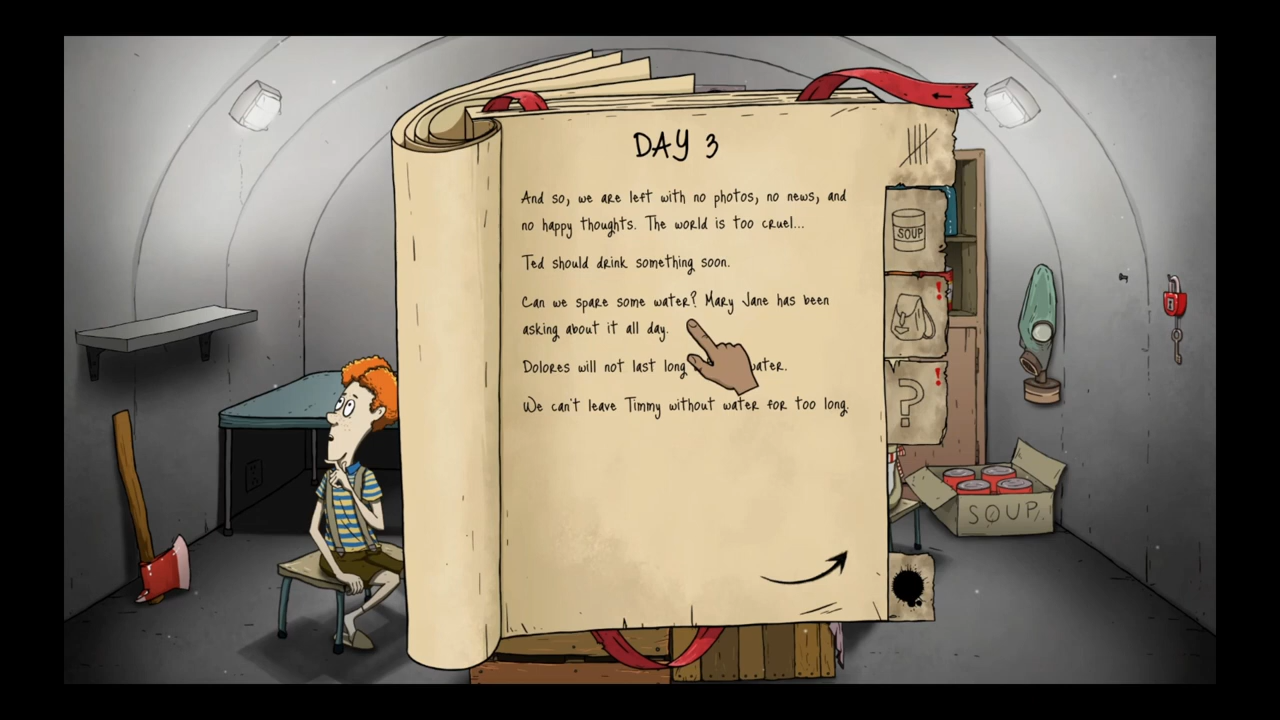 DAY 3
And so, we are left with no photos, no news, and
no happy thoughts. The world is too cruel...
Ted should drink something soon.
Can we spare some water? Mary Jane has been
asking about it all day.
Dolores will not last long water.
We can't leave Timmy without water for too long.
SOUP
!
!
?
SOUP